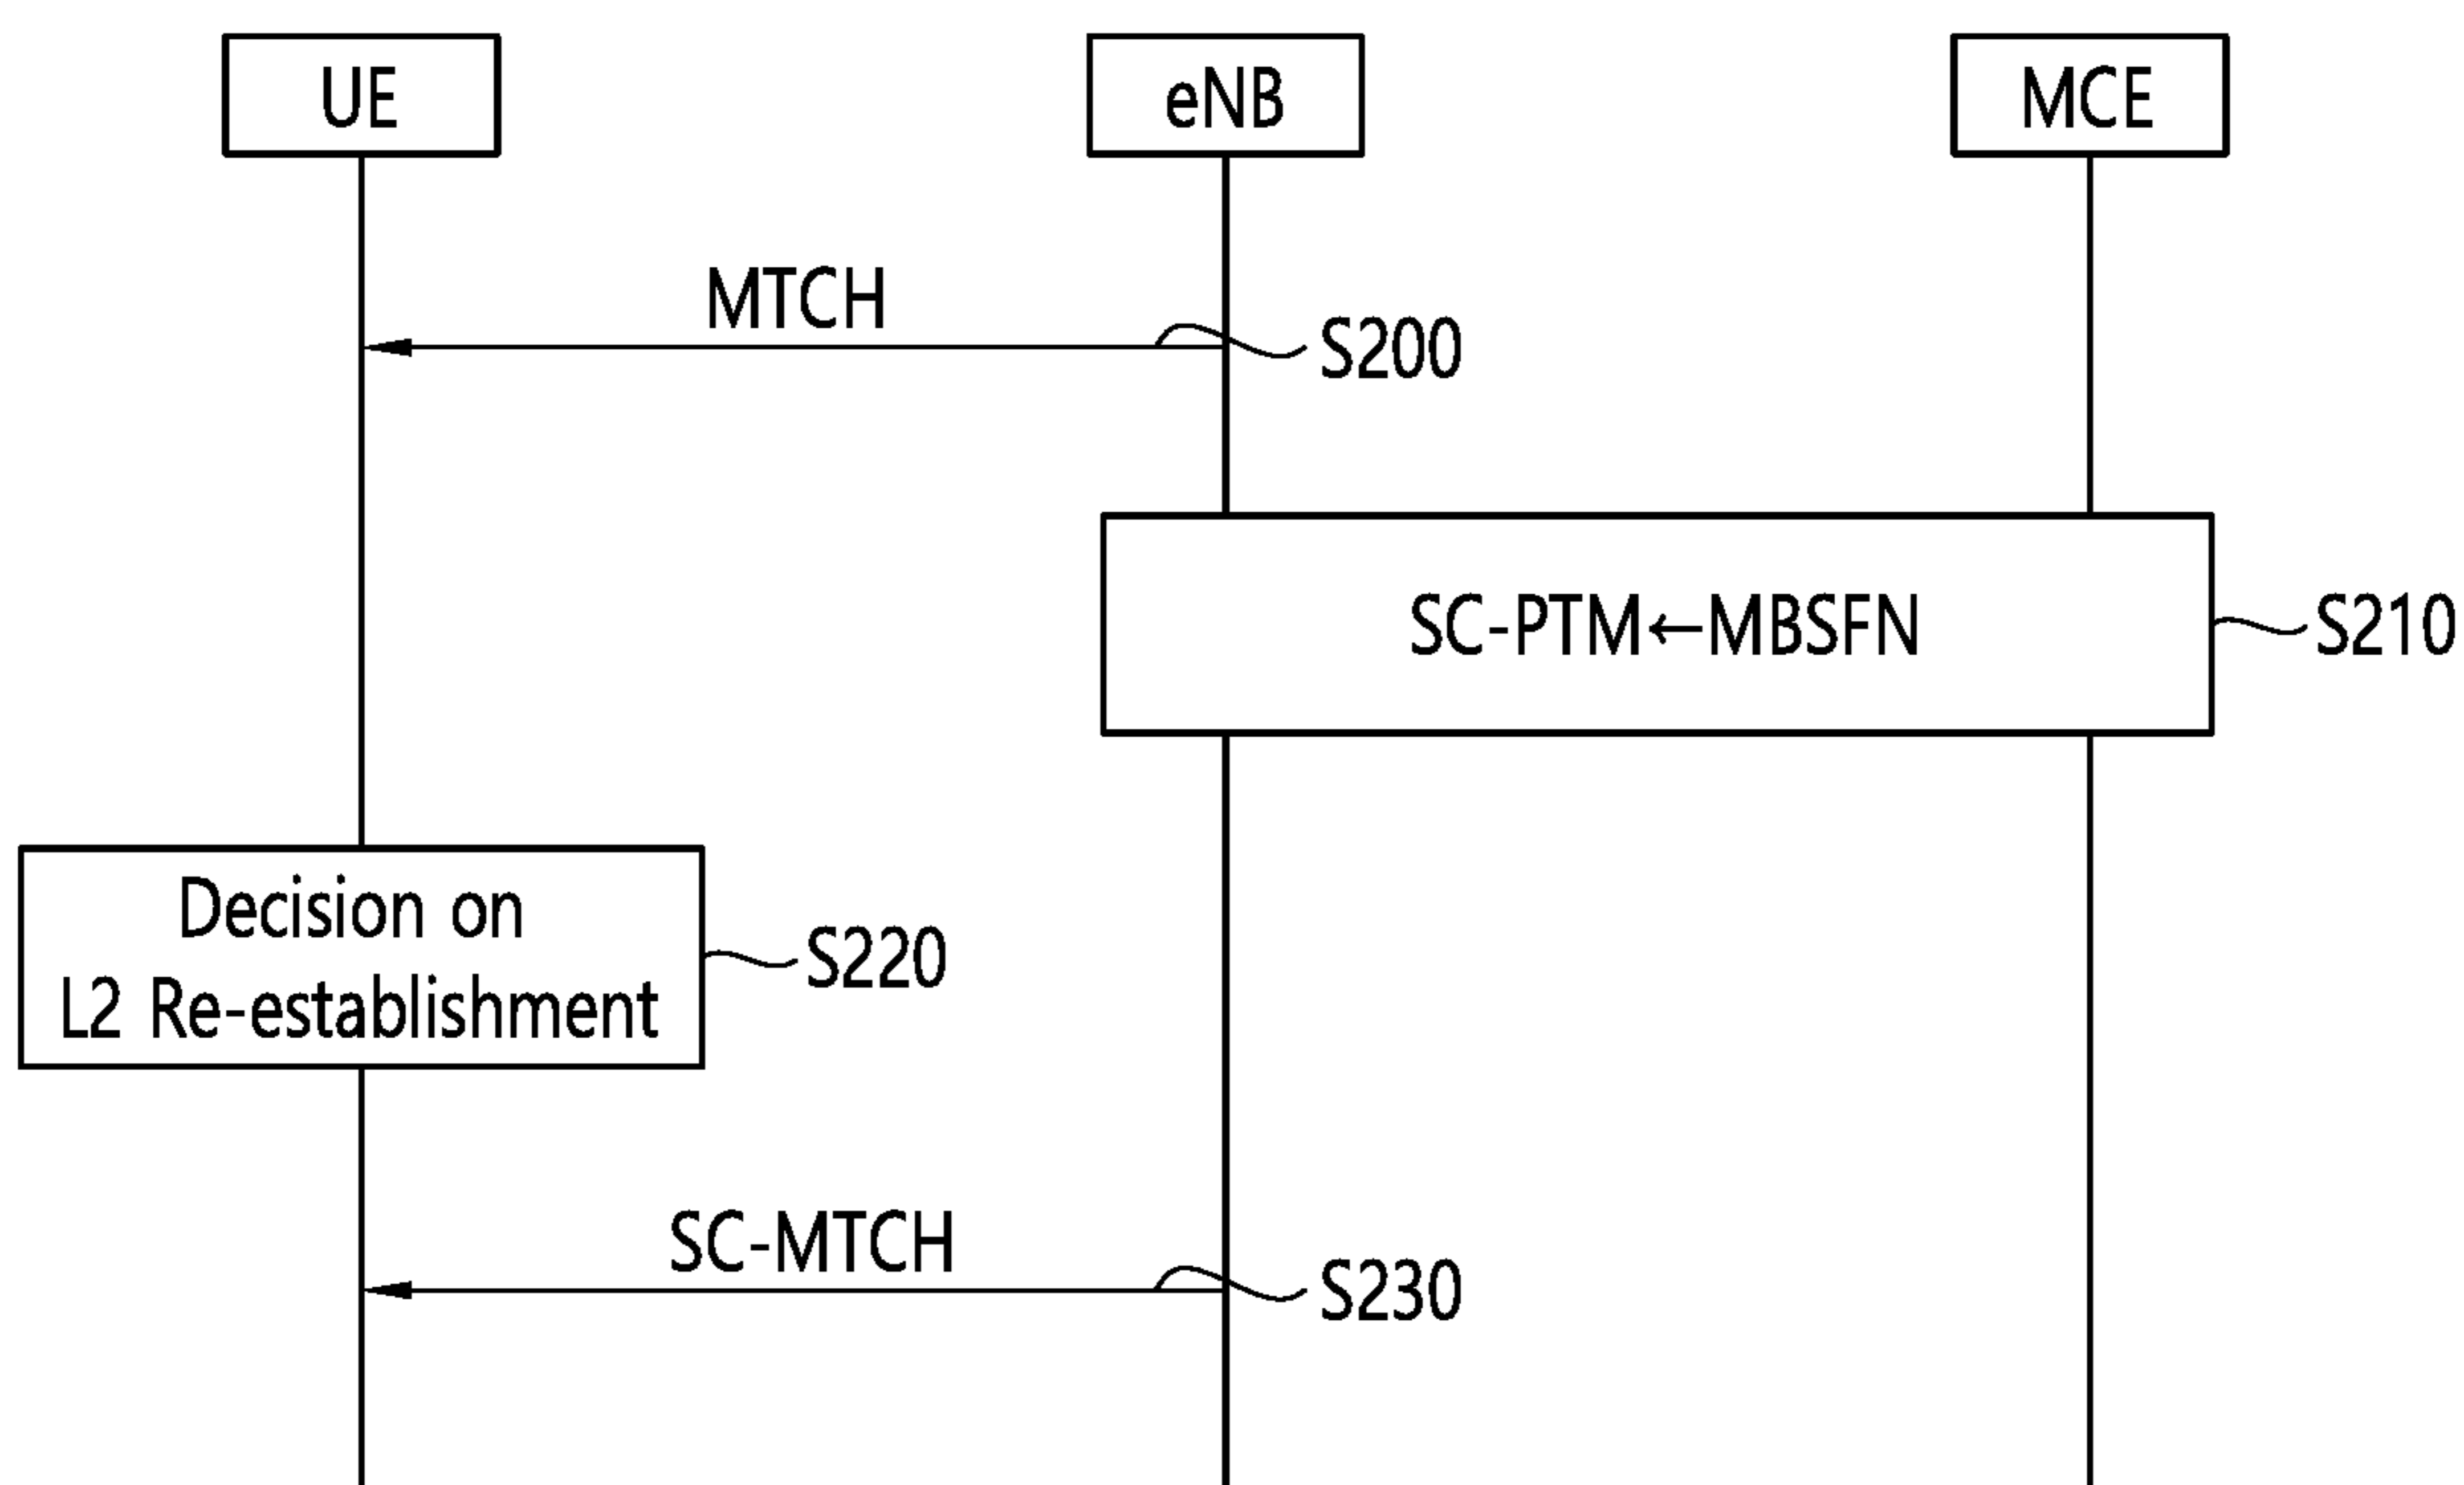 UE
eNB
MCE
MTCH
S200
SC-PTM←MBSFN
S210
Decision on
L2 Re-establishment
S220
SC-MTCH
S230